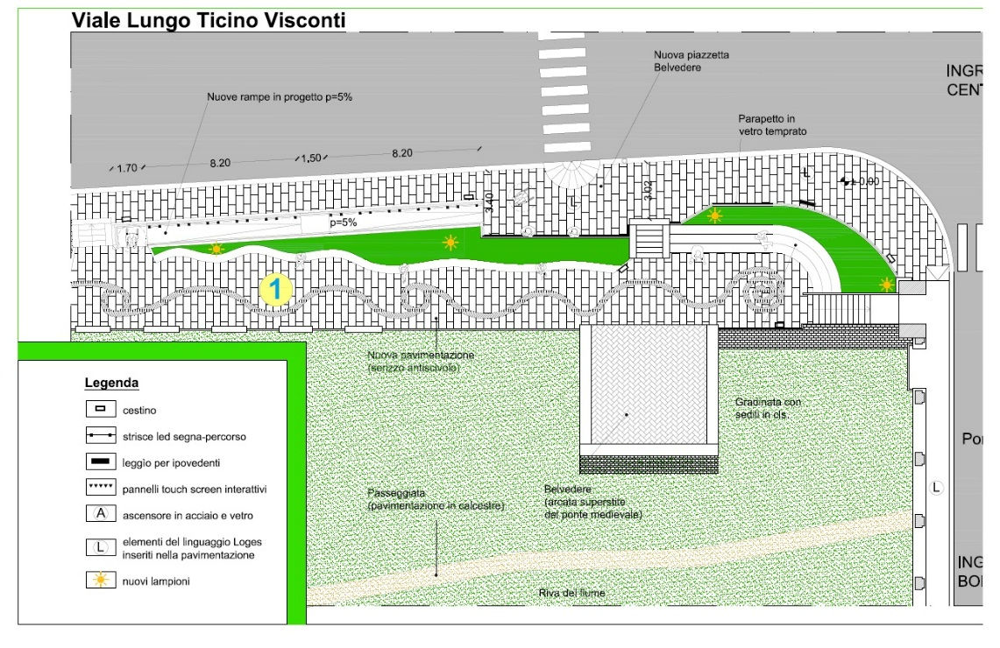 Viale Lungo Ticino Visconti
Nuova piazzetta
Belvedere
INGR
CENT
Nuove rampe in progetto p=5%
Parapetto in
vetro temprato
1.70
8.20
1,50
8.20
3.40
3.02
L
L
± 0.00
p=5%
1
Nuova pavimentazione
(serizzo antiscivolo)
Legenda
cestino
strisce led segna-percorso
leggio per ipovedenti
pannelli touch screen interattivi
A
ascensore in acciaio e vetro
L
elementi del linguaggio Loges
inseriti nella pavimentazione
nuovi lampioni
Gradinata con
sedili in cls.
Por
Passeggiata
(pavimentazione in calcestre)
Belvedere
(arcata superstite
del ponte medievale)
L
Riva del fiume
ING
BOR